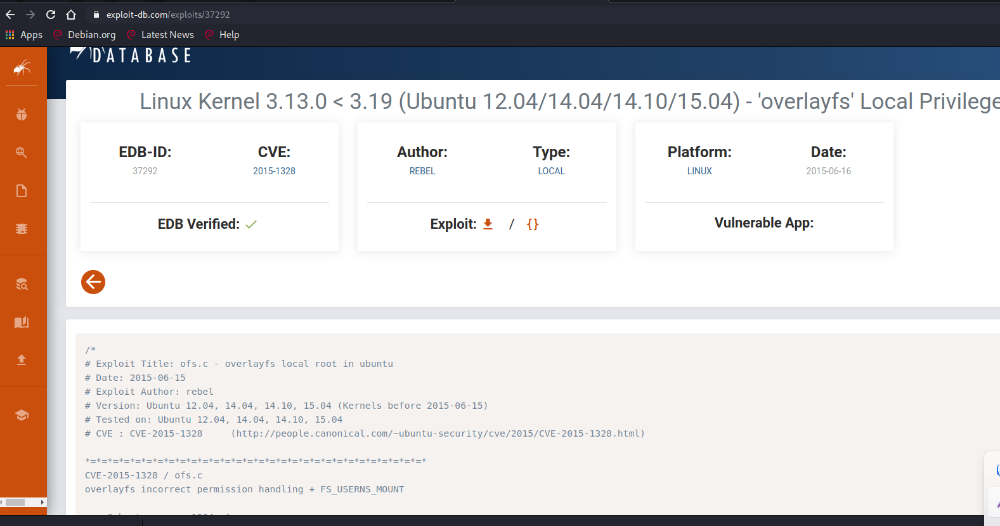 exploit-db.com/exploits/37292
Apps Debian.org Latest News Help
DATABASE
Linux Kernel 3.13.0 < 3.19 (Ubuntu 12.04/14.04/14.10/15.04) - 'overlayfs' Local Privilege
EDB-ID: CVE: Author: Type: Platform: Date:
37292 2015-1328 REBEL LOCAL LINUX 2015-06-16
EDB Verified: Exploit: / {} Vulnerable App:
/*
# Exploit Title: ofs.c - overlayfs local root in ubuntu
# Date: 2015-06-15
# Exploit Author: rebel
# Version: Ubuntu 12.04, 14.04, 14.10, 15.04 (Kernels before 2015-06-15)
# Tested on: Ubuntu 12.04, 14.04, 14.10, 15.04
# CVE : CVE-2015-1328     (http://people.canonical.com/~ubuntu-security/cve/2015/CVE-2015-1328.html)
*=*=*=*=*=*=*=*=*=*=*=*=*=*=*=*=*=*=*=*=*=*=*=*=*=*=*=*=*=*=*
CVE-2015-1328 / ofs.c
overlayfs incorrect permission handling + FS_USERNS_MOUNT